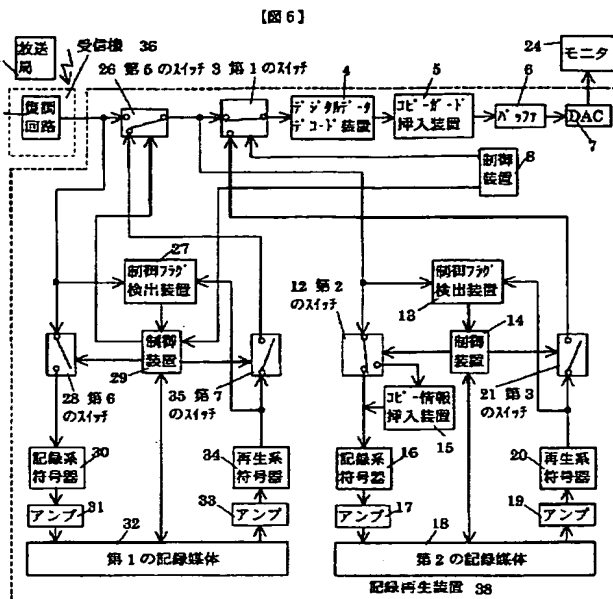 【図6】
放送
局
受信機 36
復調
回路
26 第5のスイッチ
3 第1のスイッチ
4
デジタルデータ
デコード装置
5
コピーガード
挿入装置
6
バッファ
24
モニタ
DAC
7
制御
装置
8
27
制御フラグ
検出装置
28 第6
のスイッチ
制御
装置
29
35 第7
のスイッチ
12 第2
のスイッチ
制御フラグ
検出装置
13
14
制御
装置
21 第3
のスイッチ
コピー情報
挿入装置
15
記録系
符号器
30
アンプ
31
32
第1の記録媒体
34
再生系
符号器
33
アンプ
記録系
符号器
16
アンプ
17
18
第2の記録媒体
20
再生系
符号器
19
アンプ
記録再生装置 38